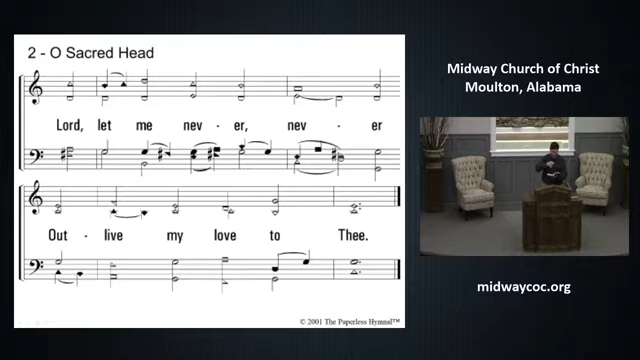 2 - O Sacred Head
Lord, let me nev - er, nev - er
Out - live my love to Thee.
© 2001 The Paperless Hymnal™
Midway Church of Christ
Moulton, Alabama
midwaycoc.org